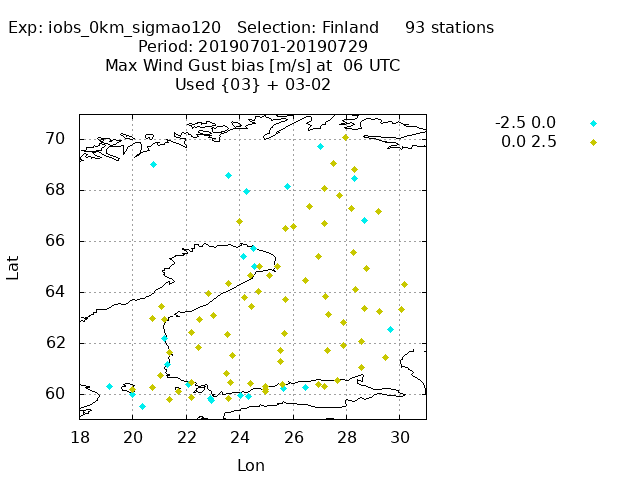 Exp: iobs_0km_sigmao120 Selection: Finland 93 stations
Period: 20190701-20190729
Max Wind Gust bias [m/s] at 06 UTC
Used {03} + 03-02
-2.5 0.0
0.0 2.5
70
68
66
64
62
60
Lat
18 20 22 24 26 28 30
Lon